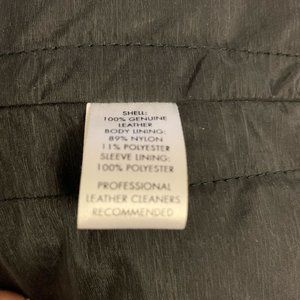 SHELL:
100% GENUINE
LEATHER
BODY LINING:
89% NYLON
11% POLYESTER
SLEEVE LINING:
100% POLYESTER
PROFESSIONAL
LEATHER CLEANERS
RECOMMENDED